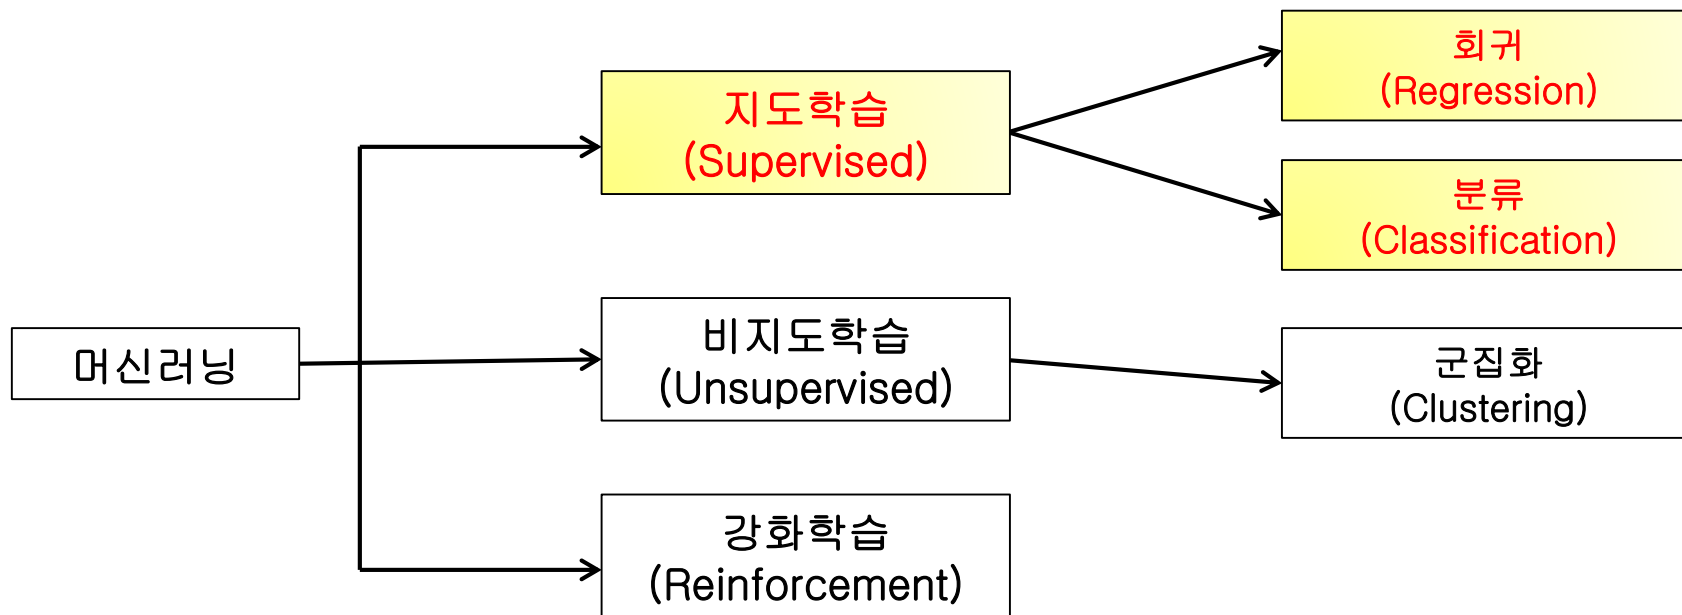 머신러닝
지도학습
(Supervised)
회귀
(Regression)
분류
(Classification)
비지도학습
(Unsupervised)
군집화
(Clustering)
강화학습
(Reinforcement)